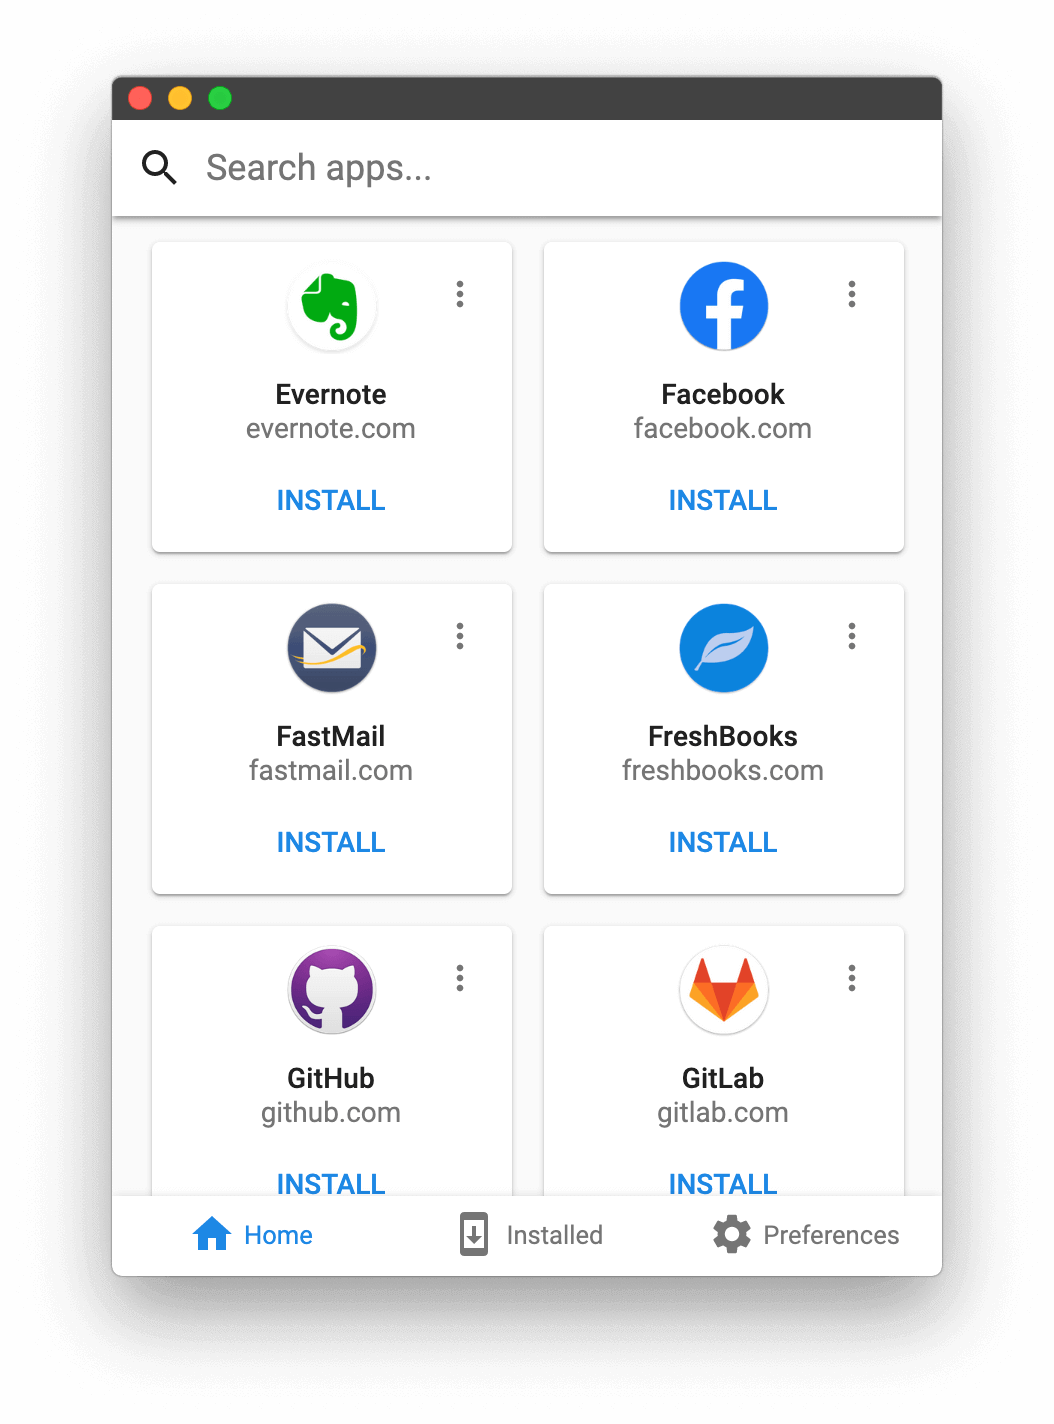 Search apps...
Evernote
evernote.com
INSTALL
Facebook
facebook.com
INSTALL
FastMail
fastmail.com
INSTALL
FreshBooks
freshbooks.com
INSTALL
GitHub
github.com
INSTALL
GitLab
gitlab.com
INSTALL
Home
Installed
Preferences